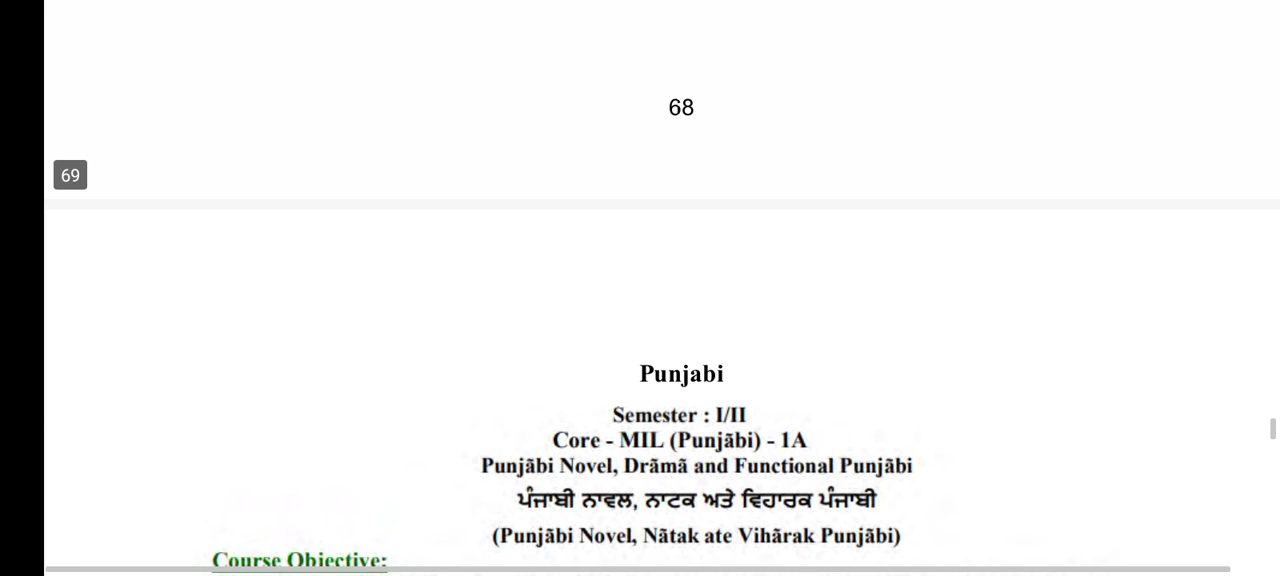 68
69
Punjabi
Semester : I/II
Core - MIL (Punjābi) - 1A
Punjābi Novel, Drāmā and Functional Punjābi
ਪੰਜਾਬੀ ਨਾਵਲ, ਨਾਟਕ ਅਤੇ ਵਿਹਾਰਕ ਪੰਜਾਬੀ
(Punjābi Novel, Nātak ate Vihārak Punjābi)
Course Objective: